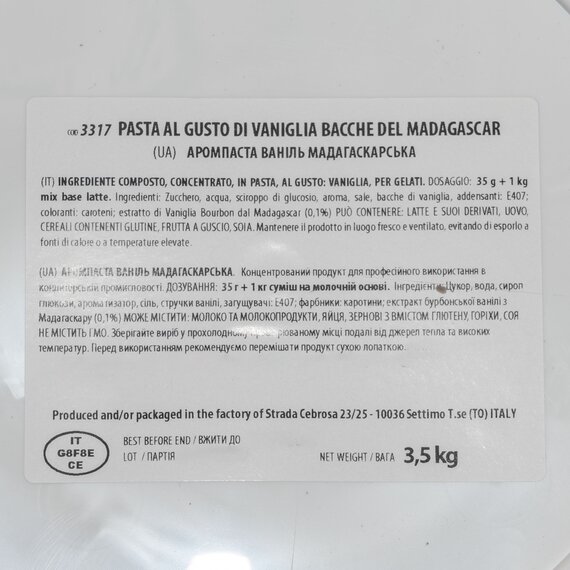 COD 3317 PASTA AL GUSTO DI VANIGLIA BACCHE DEL MADAGASCAR
(UA) АРОМПАСТА ВАНІЛЬ МАДАГАСКАРСЬКА
(IT) INGREDIENTE COMPOSTO, CONCENTRATO, IN PASTA, AL GUSTO: VANIGLIA, PER GELATI. DOSAGGIO: 35 g + 1 kg
mix base latte. Ingredienti: Zucchero, acqua, sciroppo di glucosio, aroma, sale, bacche di vaniglia, addensanti: E407;
coloranti: caroteni; estratto di Vaniglia Bourbon dal Madagascar (0,1%) PUÒ CONTENERE: LATTE E SUOI DERIVATI, UOVO,
CEREALI CONTENENTI GLUTINE, FRUTTA A GUSCIO, SOIA. Mantenere il prodotto in luogo fresco e ventilato, evitando di esporlo a
fonti di calore o a temperature elevate.
(UA) АРОМПАСТА ВАНІЛЬ МАДАГАСКАРСЬКА. Концентрований продукт для професійного використання в
кондитерській промисловості. ДОЗУВАННЯ: 35 г + 1 кг суміш на молочній основі. Інгредієнти: Цукор, вода, сироп
глюкози, ароматизатор, сіль, стручки ванілі, загущувачі: E407; фарбники: каротини; екстракт бурбонської ванілі з
Мадагаскару (0,1%) МОЖЕ МІСТИТИ: МОЛОКО ТА МОЛОКОПРОДУКТИ, ЯЙЦЯ, ЗЕРНОВІ З ВМІСТОМ ГЛЮТЕНУ, ГОРІХИ, СОЯ
НЕ МІСТИТЬ ГМО. Зберігайте виріб у прохолодному провітрюваному місці подалі від джерел тепла та високих
температур. Перед використанням рекомендуємо перемішати продукт сухою лопаткою.
Produced and/or packaged in the factory of Strada Cebrosa 23/25 - 10036 Settimo T.se (TO) ITALY
IT
G8F8E
CE
BEST BEFORE END / ВЖИТИ ДО
LOT / ПАРТІЯ
NET WEIGHT / ВАГА 3,5 kg